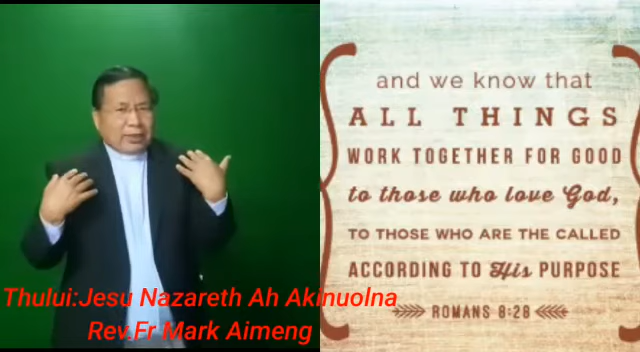 and we know that
ALL THINGS
WORK TOGETHER FOR GOOD
to those who love God,
TO THOSE WHO ARE THE CALLED
ACCORDING TO His PURPOSE
ROMANS 8:28
Thului:Jesu Nazareth Ah Akinuolna
Rev.Fr Mark Aimeng